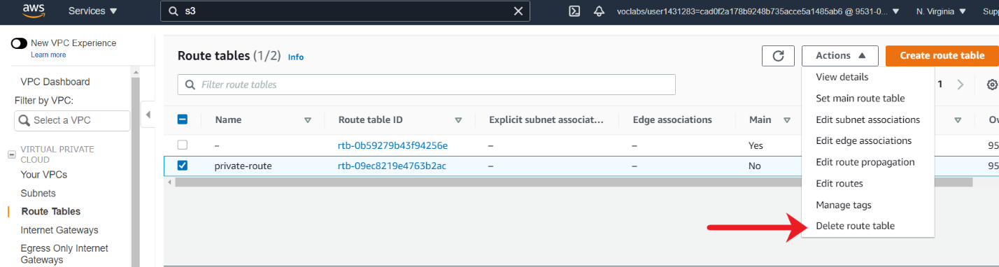 aws
Services
s3
voclabs/user1431283=cad0f2a178b9248b735acce5a1485ab6 @ 9531-0...
N. Virginia
Sup
New VPC Experience
Learn more
VPC Dashboard
Filter by VPC:
Select a VPC
VIRTUAL PRIVATE
CLOUD
Your VPCs
Subnets
Route Tables
Internet Gateways
Egress Only Internet
Gateways
Route tables (1/2) Info
Actions
Create route table
Filter route tables
1
Name Route table ID Explicit subnet associat... Edge associations Main Ow
– rtb-0b59279b43f94256e – – Yes 95
private-route rtb-09ec8219e4763b2ac – – No 95
View details
Set main route table
Edit subnet associations
Edit edge associations
Edit route propagation
Edit routes
Manage tags
Delete route table